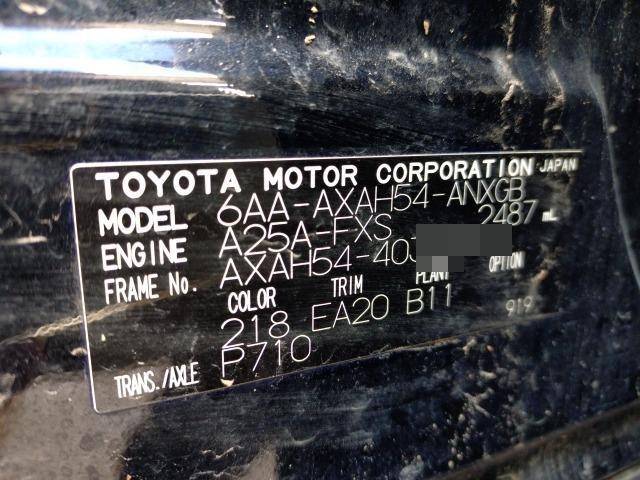 TOYOTA MOTOR CORPORATION JAPAN
MODEL 6AA-AXAH54-ANXGB
ENGINE A25A-FXS 2487 mL
FRAME No. AXAH54-40
COLOR TRIM PLANT OPTION
218 EA20 B11 919
TRANS./AXLE P710